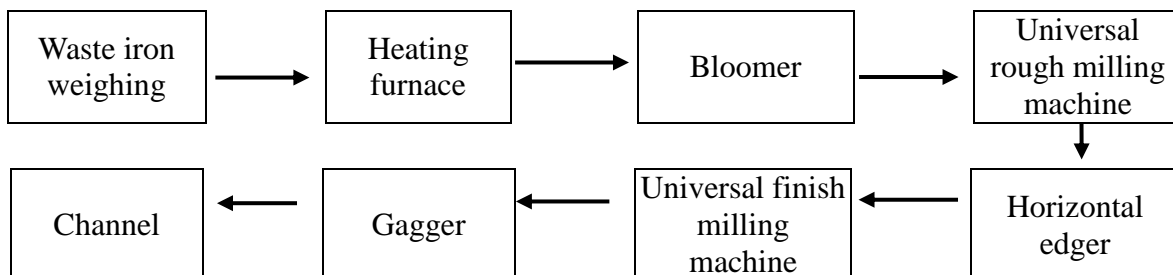 Waste iron
weighing
Heating
furnace
Bloomer
Universal
rough milling
machine
Channel
Gagger
Universal finish
milling
machine
Horizontal
edger